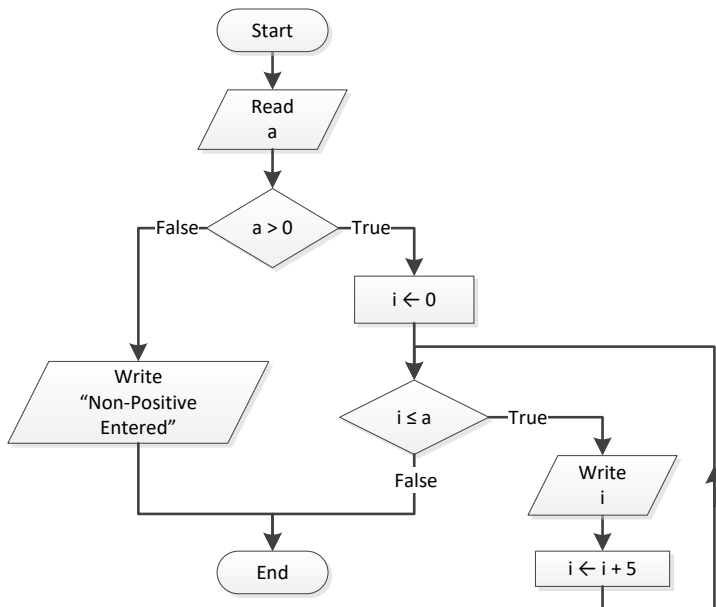 Start
Read
a
a > 0
False
True
i ← 0
Write
“Non-Positive
Entered”
i ≤ a
True
False
Write
i
End
i ← i + 5